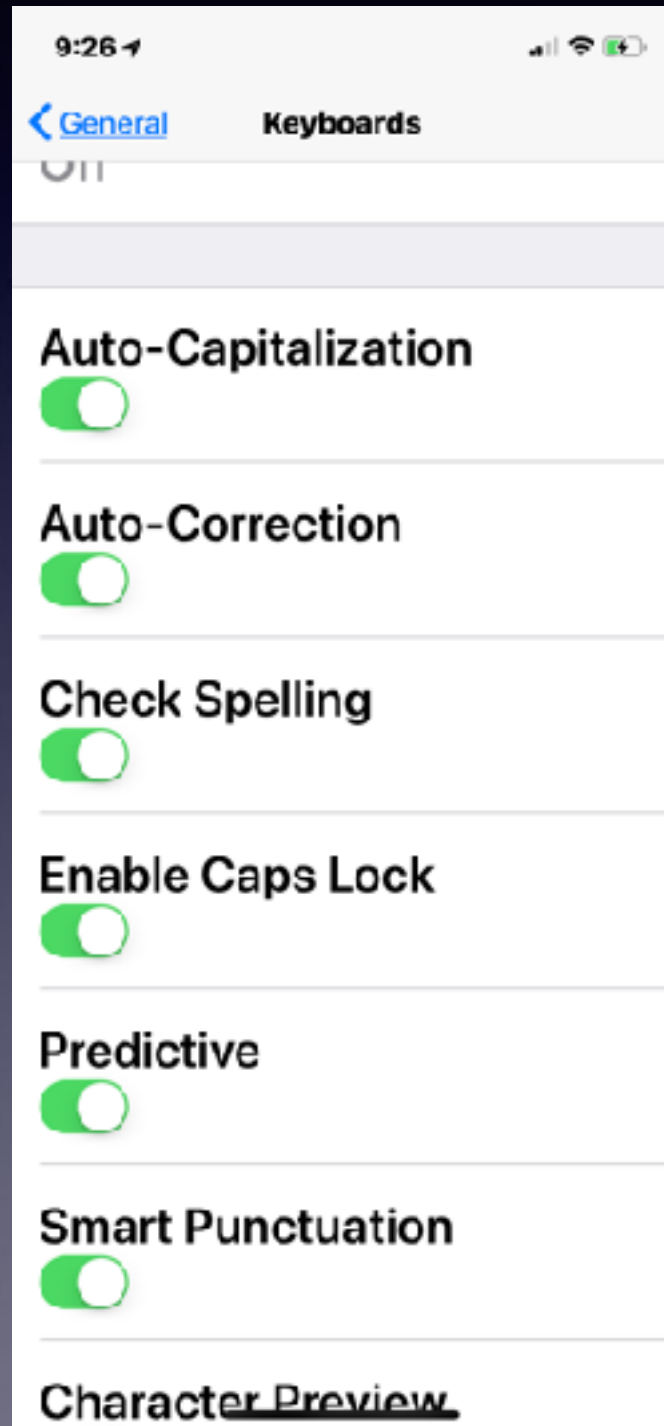 9:26
General
Keyboards
Auto-Capitalization
Auto-Correction
Check Spelling
Enable Caps Lock
Predictive
Smart Punctuation
Character Preview